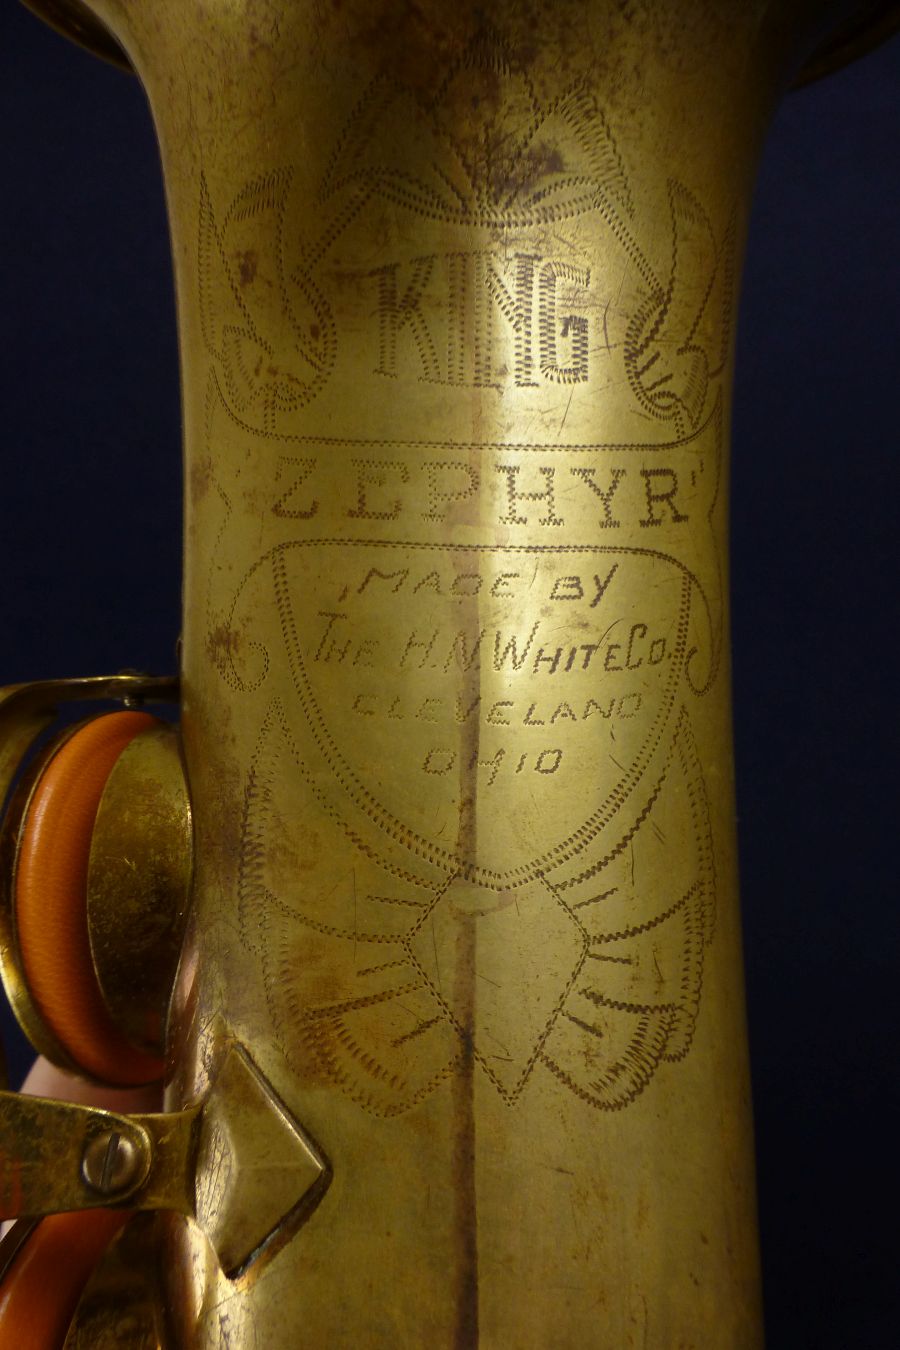 KING
ZEPHYR
MADE BY
THE H.N WHITE CO.
CLEVELAND
OHIO